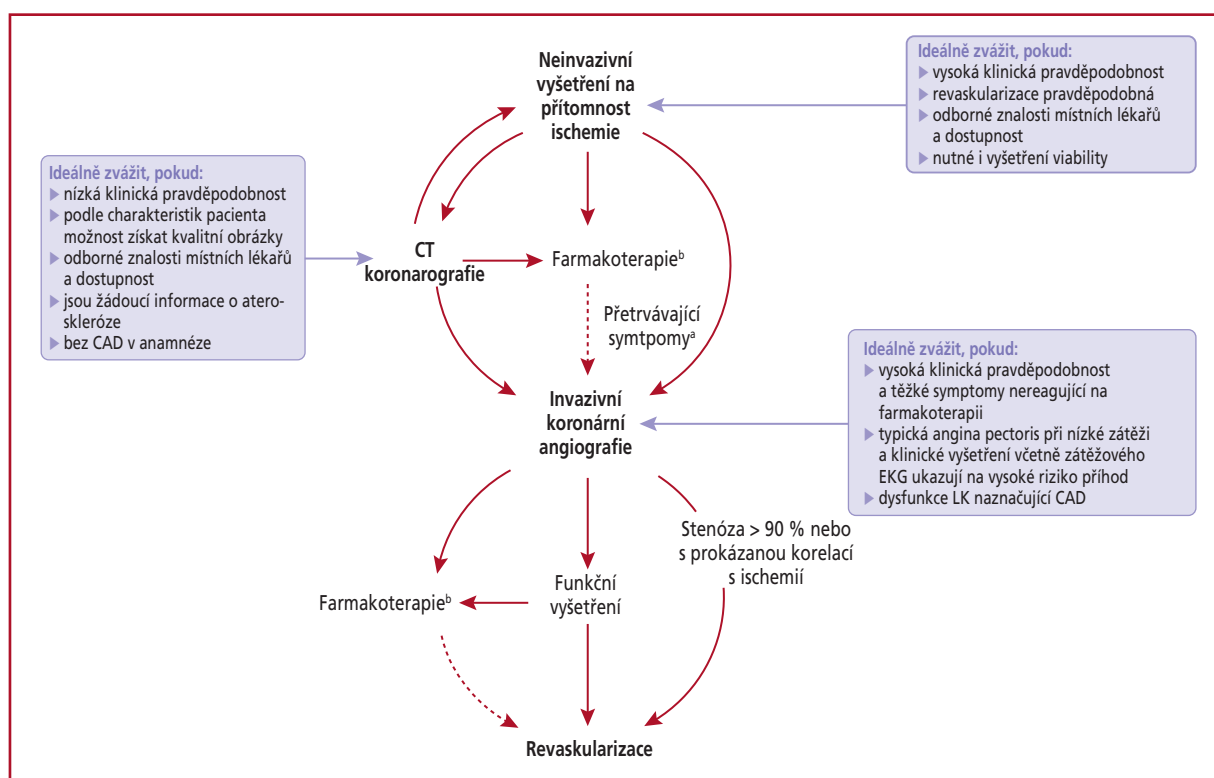 Neinvazivní
vyšetření na
přítomnost
ischemie
Ideálně zvážit, pokud:
▶ vysoká klinická pravděpodobnost
▶ revaskularizace pravděpodobná
▶ odborné znalosti místních lékařů
a dostupnost
▶ nutné i vyšetření viability
Ideálně zvážit, pokud:
▶ nízká klinická pravděpodobnost
▶ podle charakteristik pacienta
možnost získat kvalitní obrázky
▶ odborné znalosti místních lékařů
a dostupnost
▶ jsou žádoucí informace o atero-
skleróze
▶ bez CAD v anamnéze
CT
koronarografie
Farmakoterapieᵇ
Přetrvávající
symtpomyᵃ
Invazivní
koronární
angiografie
Ideálně zvážit, pokud:
▶ vysoká klinická pravděpodobnost
a těžké symptomy nereagující na
farmakoterapii
▶ typická angina pectoris při nízké zátěži
a klinické vyšetření včetně zátěžového
EKG ukazují na vysoké riziko příhod
▶ dysfunkce LK naznačující CAD
Stenóza > 90 % nebo
s prokázanou korelací
s ischemií
Farmakoterapieᵇ
Funkční
vyšetření
Revaskularizace